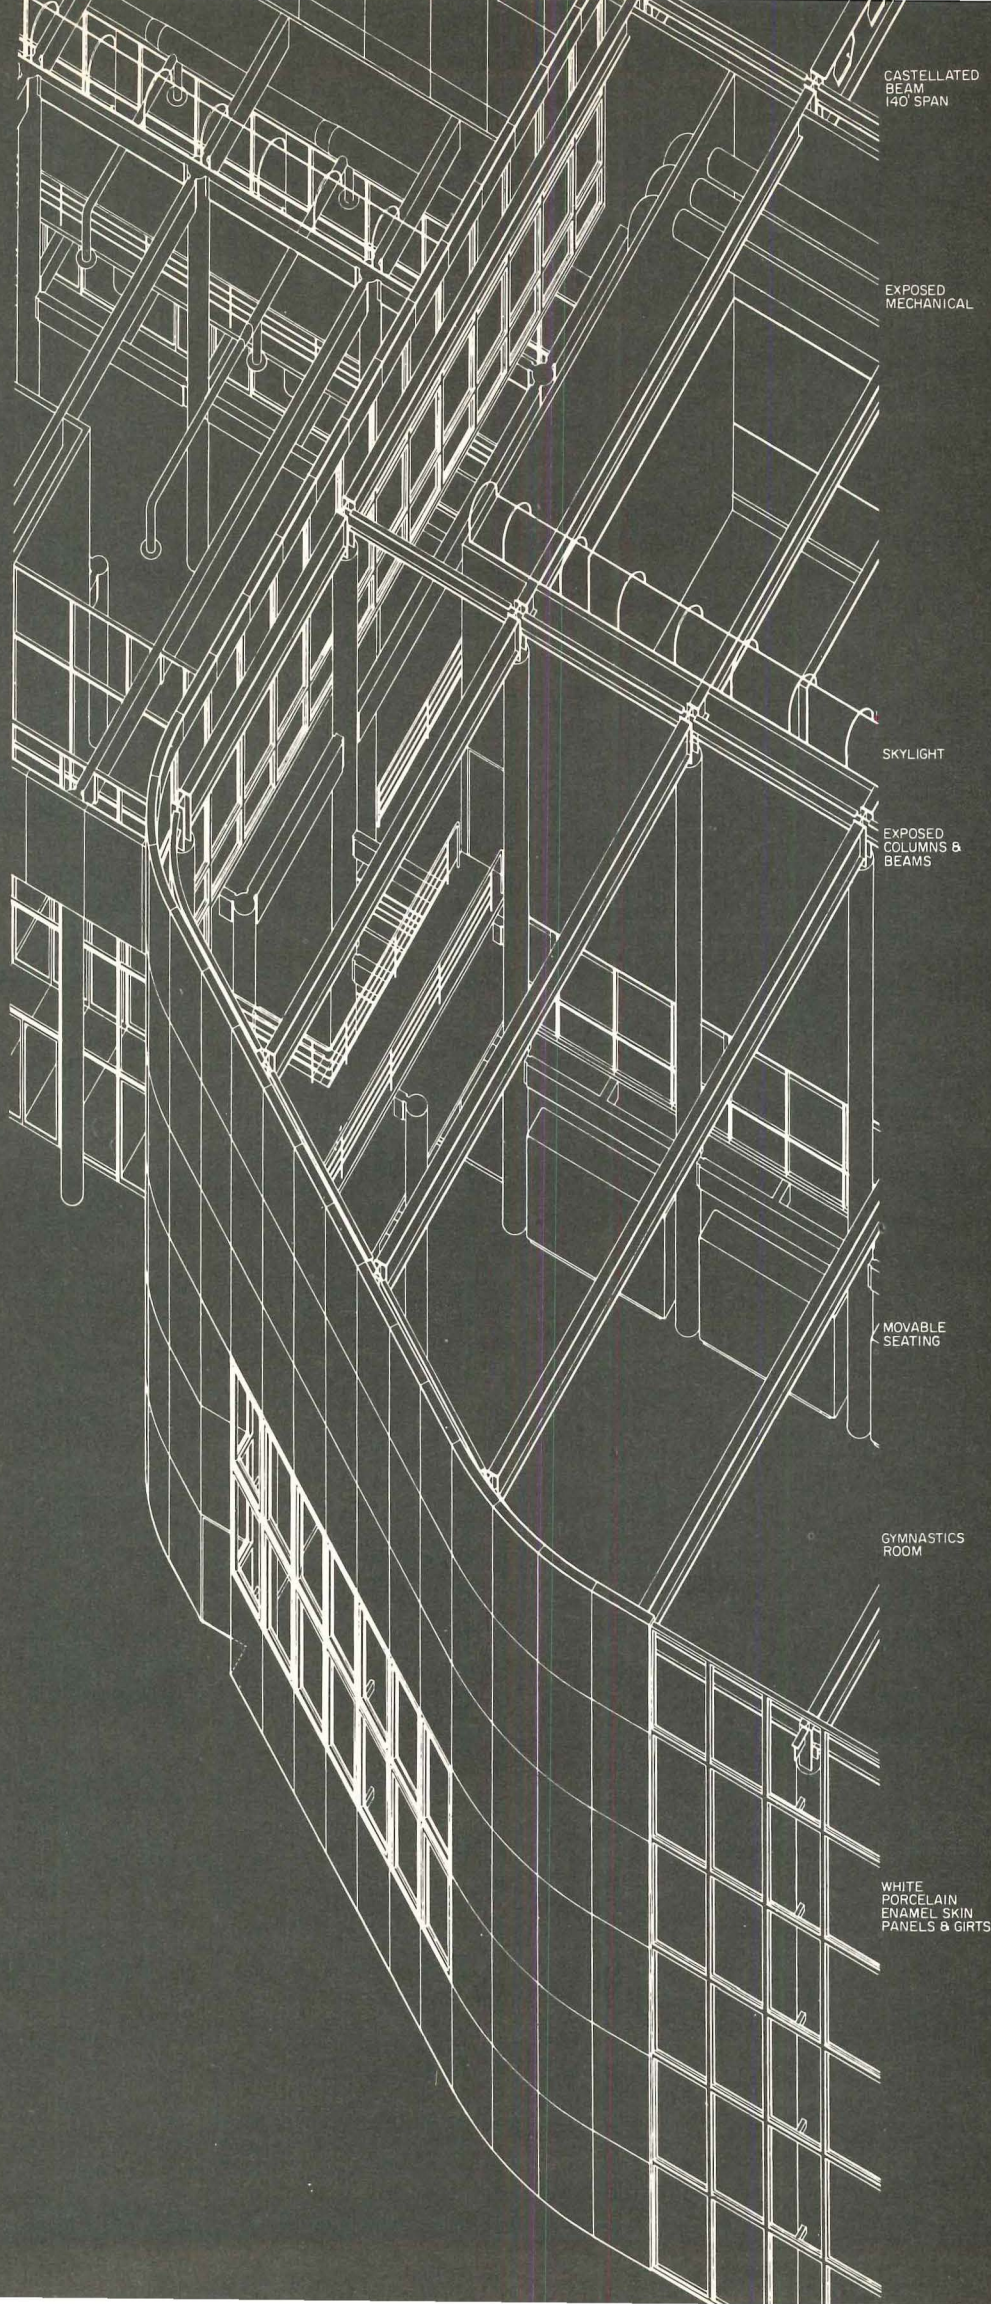 CASTELLATED
BEAM
140' SPAN
EXPOSED
MECHANICAL
SKYLIGHT
EXPOSED
COLUMNS &
BEAMS
MOVABLE
SEATING
GYMNASTICS
ROOM
WHITE
PORCELAIN
ENAMEL SKIN
PANELS & GIRTS